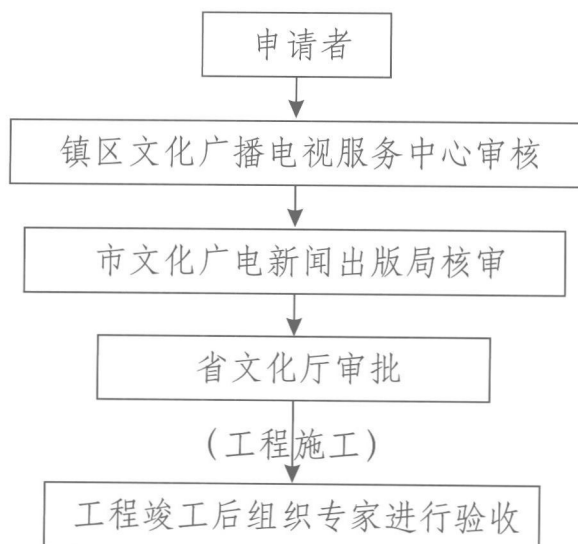 申请者
镇区文化广播电视服务中心审核
市文化广电新闻出版局核审
省文化厅审批
(工程施工)
工程竣工后组织专家进行验收